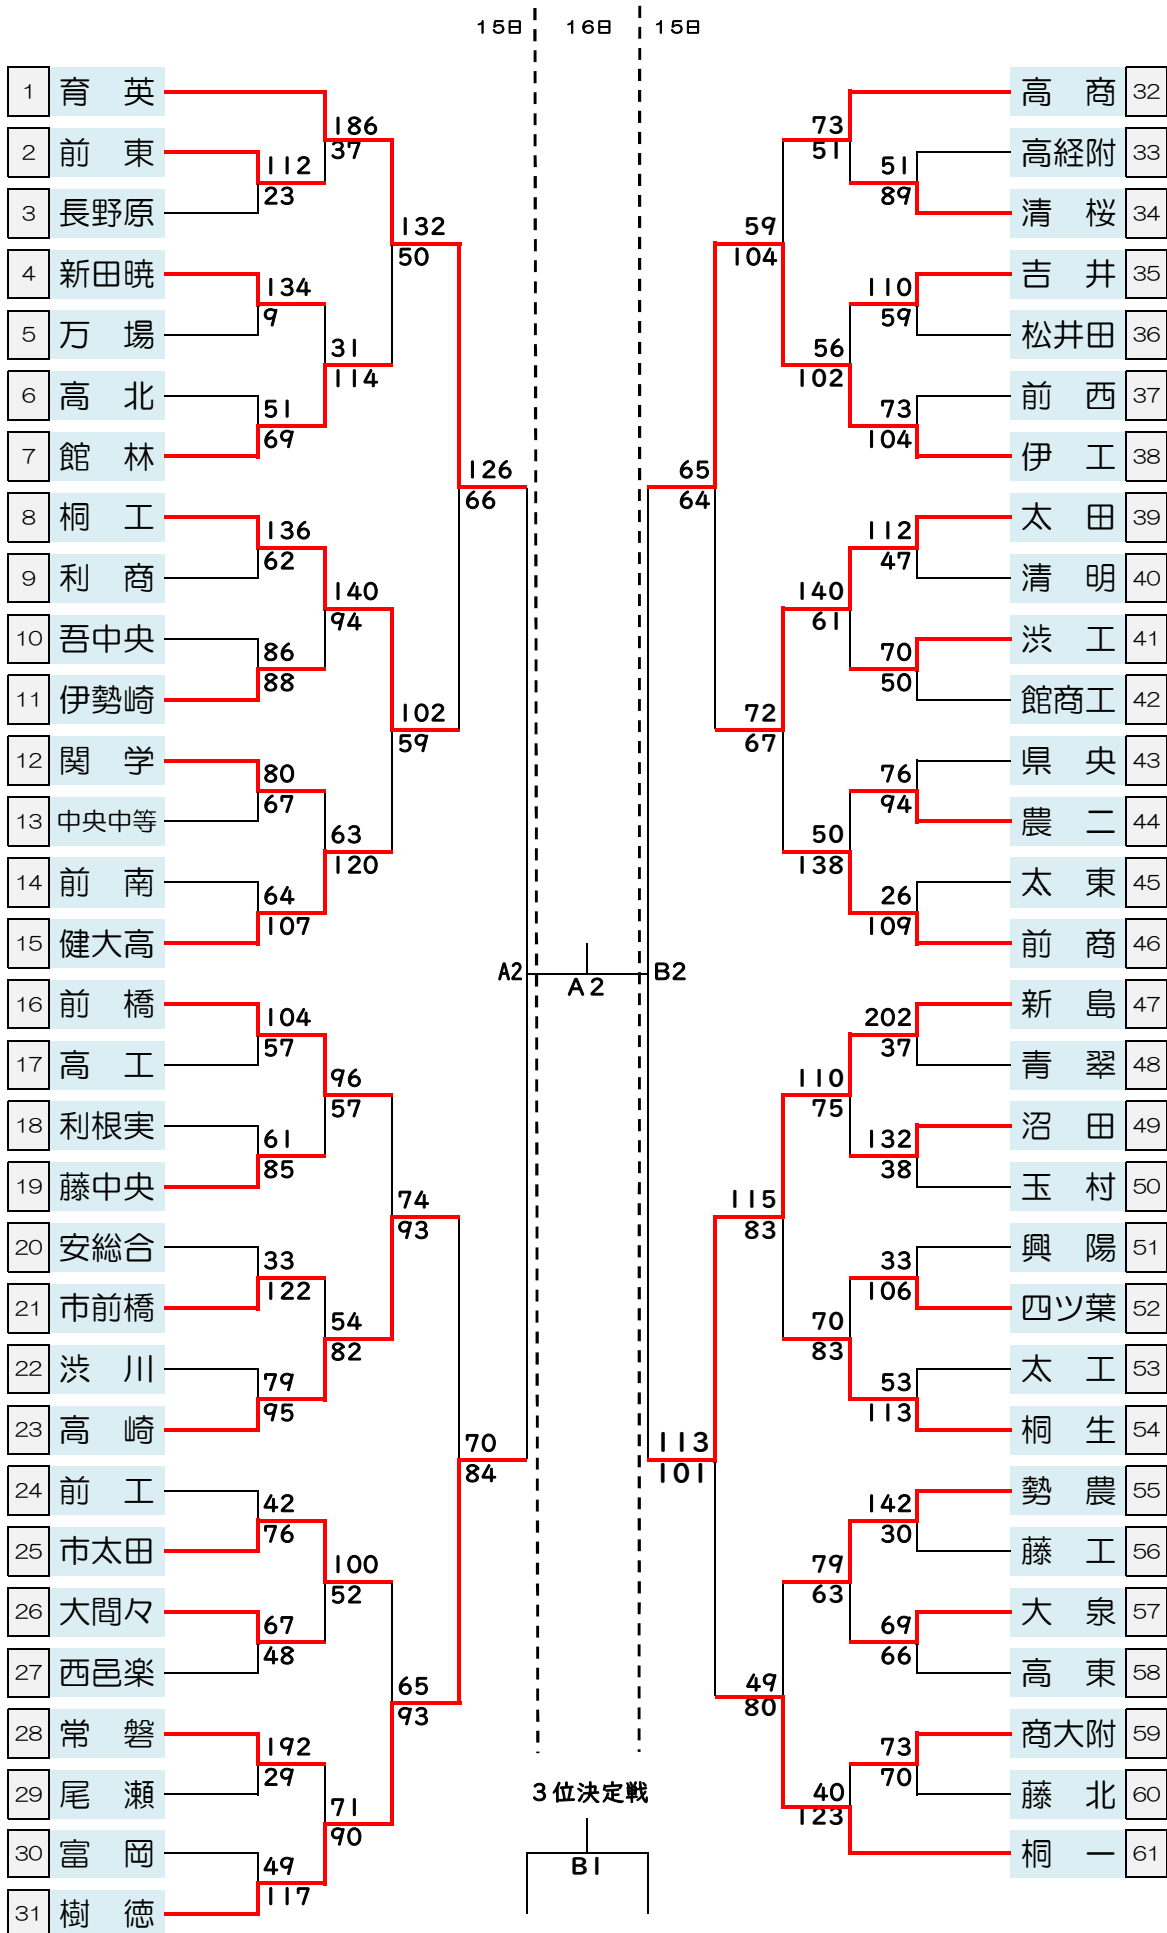 15日 16日 15日
1 育 英
2 前 東
3 長野原
4 新田暁
5 万 場
6 高 北
7 館 林
8 桐 工
9 利 商
10 吾中央
11 伊勢崎
12 関 学
13 中央中等
14 前 南
15 健大高
16 前 橋
17 高 工
18 利根実
19 藤中央
20 安総合
21 市前橋
22 渋 川
23 高 崎
24 前 工
25 市太田
26 大間々
27 西邑楽
28 常 磐
29 尾 瀬
30 富 岡
31 樹 徳
112
23
134
9
51
69
136
62
86
88
80
67
64
107
104
57
61
85
33
122
79
95
42
76
67
48
192
29
49
117
186
37
31
114
140
94
63
120
96
57
54
82
100
52
71
90
132
50
102
59
74
93
65
93
126
66
70
84
A2
A2
B2
3位決定戦
B1
65
64
113
101
59
104
72
67
115
83
49
80
73
51
56
102
140
61
50
138
110
75
70
83
79
63
40
123
51
89
110
59
73
104
112
47
70
50
76
94
26
109
202
37
132
38
33
106
53
113
142
30
69
66
73
70
高 商 32
高経附 33
清 桜 34
吉 井 35
松井田 36
前 西 37
伊 工 38
太 田 39
清 明 40
渋 工 41
館商工 42
県 央 43
農 二 44
太 東 45
前 商 46
新 島 47
青 翠 48
沼 田 49
玉 村 50
興 陽 51
四ツ葉 52
太 工 53
桐 生 54
勢 農 55
藤 工 56
大 泉 57
高 東 58
商大附 59
藤 北 60
桐 一 61